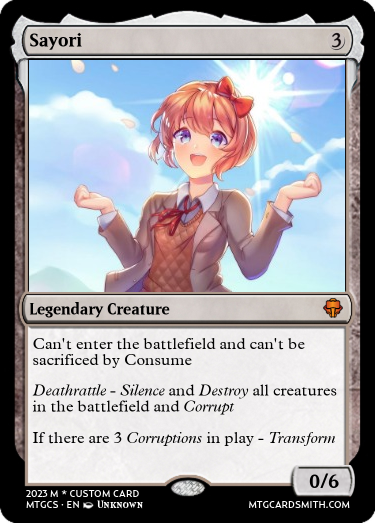 Sayori 3
Legendary Creature
Can't enter the battlefield and can't be
sacrificed by Consume
Deathrattle - Silence and Destroy all creatures
in the battlefield and Corrupt
If there are 3 Corruptions in play - Transform
0/6
2023 M * CUSTOM CARD
MTGCS · EN Unknown
MTGCARDSMITH.COM